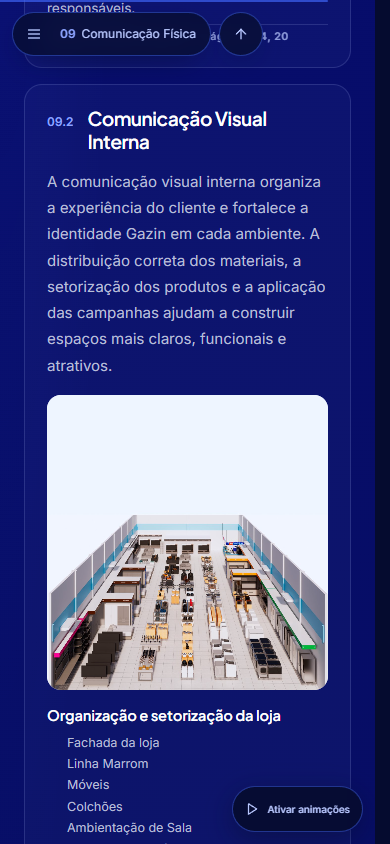 responsáveis.
09 Comunicação Física
4, 20
09.2 Comunicação Visual
Interna
A comunicação visual interna organiza
a experiência do cliente e fortalece a
identidade Gazin em cada ambiente. A
distribuição correta dos materiais, a
setorização dos produtos e a aplicação
das campanhas ajudam a construir
espaços mais claros, funcionais e
atrativos.
Organização e setorização da loja
Fachada da loja
Linha Marrom
Móveis
Colchões
Ambientação de Sala
Ativar animações